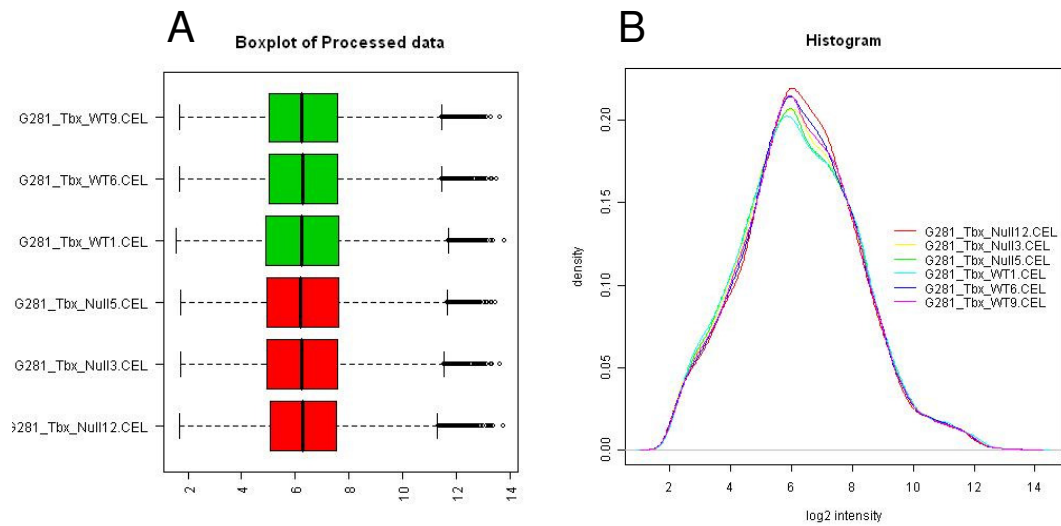 A
Boxplot of Processed data
G281_Tbx_WT9.CEL
G281_Tbx_WT6.CEL
G281_Tbx_WT1.CEL
G281_Tbx_Null5.CEL
G281_Tbx_Null3.CEL
G281_Tbx_Null12.CEL
2 4 6 8 10 12 14
B
Histogram
density
0.20
0.15
0.10
0.05
0.00
G281_Tbx_Null12.CEL
G281_Tbx_Null3.CEL
G281_Tbx_Null5.CEL
G281_Tbx_WT1.CEL
G281_Tbx_WT6.CEL
G281_Tbx_WT9.CEL
2 4 6 8 10 12 14
log2 intensity